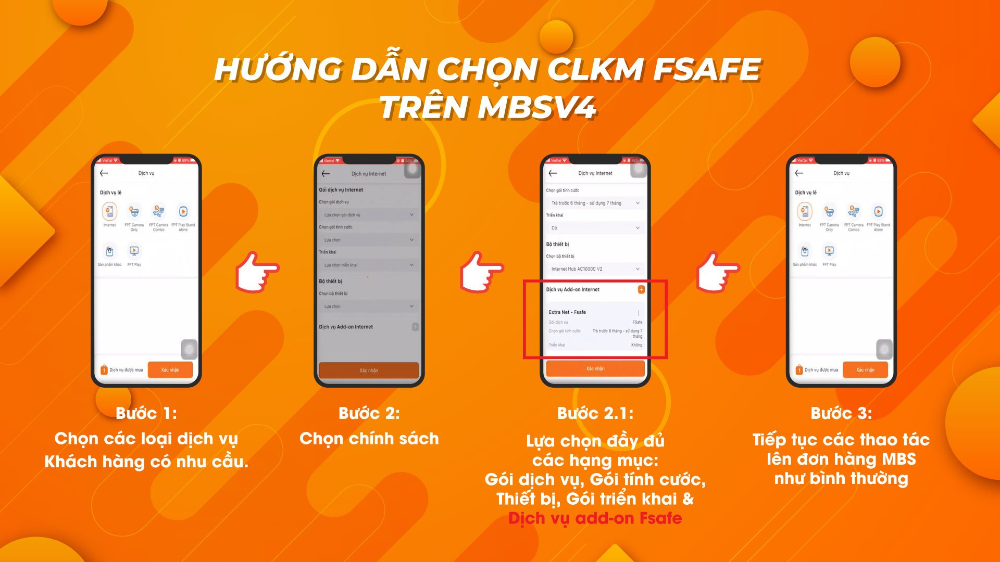 HƯỚNG DẪN CHỌN CLKM FSAFE
TRÊN MBSV4
Viettel
89%
Dịch vụ
Dịch vụ lẻ
Internet
FPT Camera Only
FPT Camera Combo
FPT Play Stand Alone
Sản phẩm khác
FPT Play
1
Dịch vụ được mua
Xác nhận
Bước 1:
Chọn các loại dịch vụ
Khách hàng có nhu cầu.
Viettel
88%
Dịch vụ Internet
Gói dịch vụ Internet
Chọn gói dịch vụ
Lựa chọn gói dịch vụ
Chọn gói tính cước
Lựa chọn
Triển khai
Lựa chọn triển khai
Bộ thiết bị
Chọn bộ thiết bị
Lựa chọn
Dịch vụ Add-on Internet
Xác nhận
Bước 2:
Chọn chính sách
Viettel
88%
Dịch vụ Internet
Chọn gói tính cước
Trả trước 6 tháng - sử dụng 7 tháng
Triển khai
Có
Bộ thiết bị
Chọn bộ thiết bị
Internet Hub AC1000C V2
Dịch vụ Add-on Internet
Extra Net - Fsafe
Gói dịch vụ FSafe
Chọn gói tính cước Trả trước 6 tháng - sử dụng 7
tháng
Triển khai Không
Xác nhận
Bước 2.1:
Lựa chọn đầy đủ
các hạng mục:
Gói dịch vụ, Gói tính cước,
Thiết bị, Gói triển khai &
Dịch vụ add-on Fsafe
Viettel
89%
Dịch vụ
Dịch vụ lẻ
Internet
FPT Camera Only
FPT Camera Combo
FPT Play Stand Alone
Sản phẩm khác
FPT Play
1
Dịch vụ được mua
Xác nhận
Bước 3:
Tiếp tục các thao tác
lên đơn hàng MBS
như bình thường